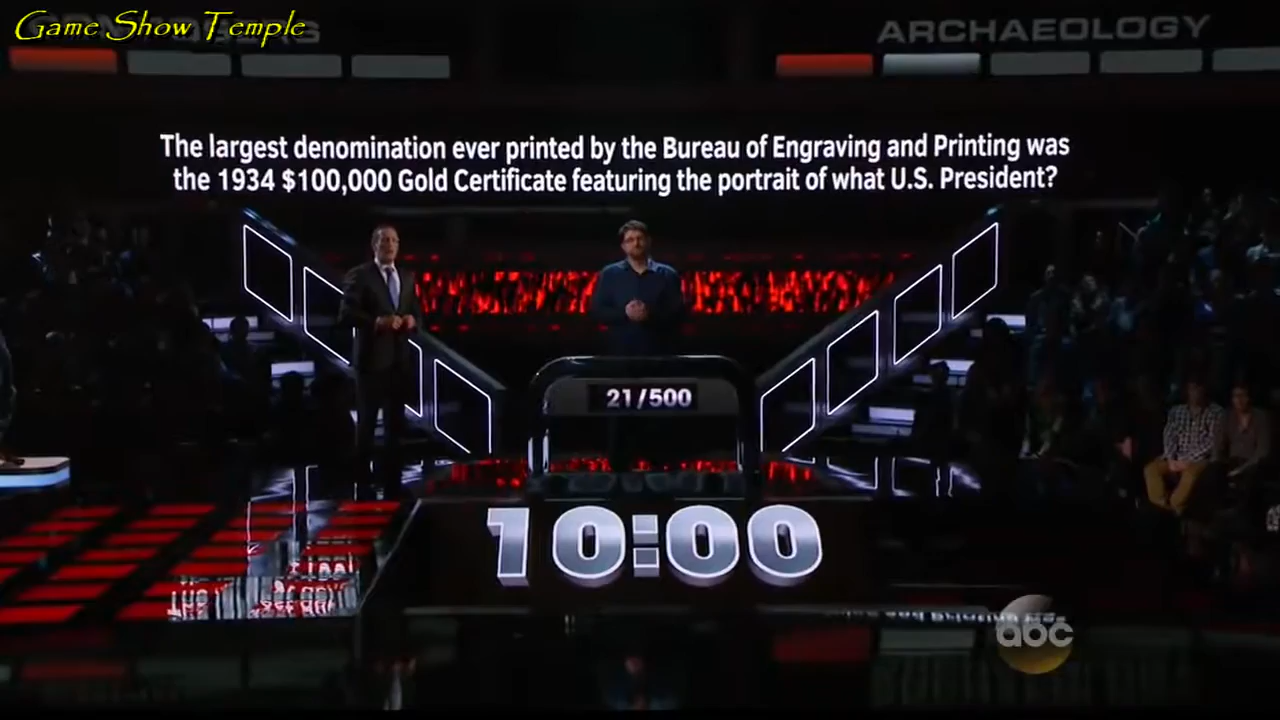 Game Show Temple
ARCHAEOLOGY
The largest denomination ever printed by the Bureau of Engraving and Printing was
the 1934 $100,000 Gold Certificate featuring the portrait of what U.S. President?
21/500
10:00
abc